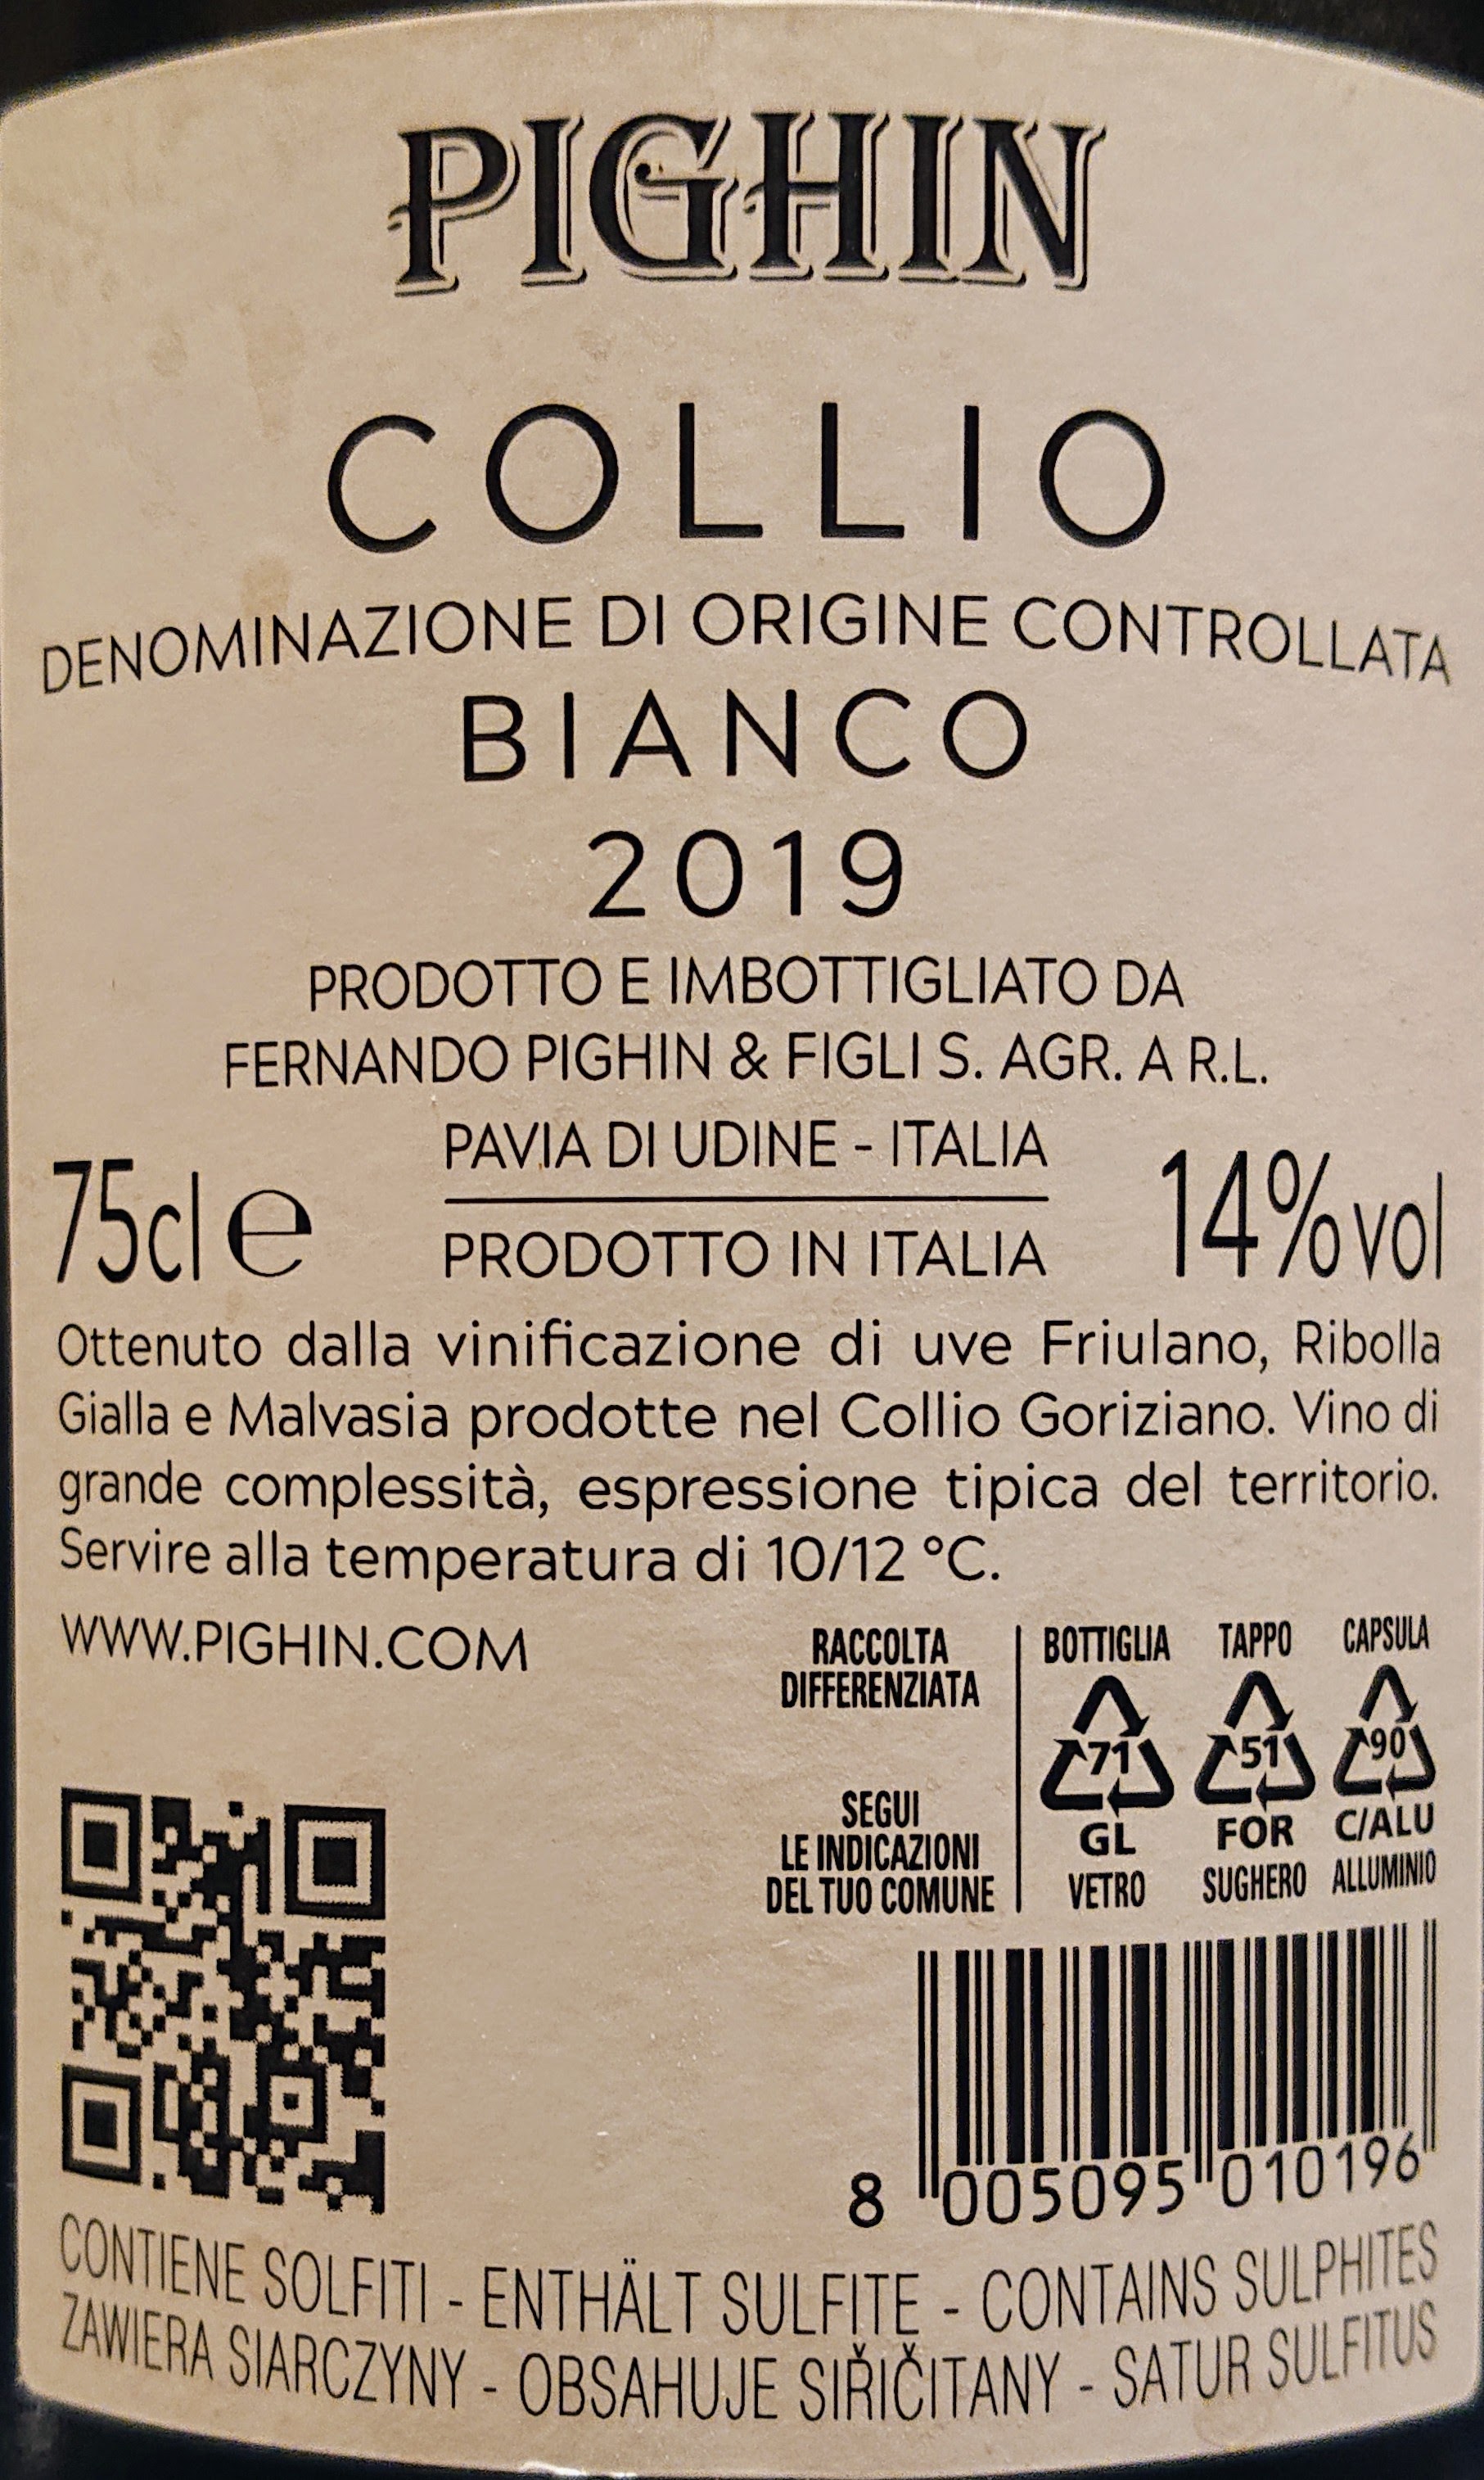 PIGHIN
COLLIO
DENOMINAZIONE DI ORIGINE CONTROLLATA
BIANCO
2019
PRODOTTO E IMBOTTIGLIATO DA
FERNANDO PIGHIN & FIGLI S. AGR. A R.L.
PAVIA DI UDINE - ITALIA
75cl e
PRODOTTO IN ITALIA
14%vol
Ottenuto dalla vinificazione di uve Friulano, Ribolla
Gialla e Malvasia prodotte nel Collio Goriziano. Vino di
grande complessità, espressione tipica del territorio.
Servire alla temperatura di 10/12 °C.
WWW.PIGHIN.COM
RACCOLTA
DIFFERENZIATA
SEGUI
LE INDICAZIONI
DEL TUO COMUNE
BOTTIGLIA TAPPO CAPSULA
71 51 90
GL FOR C/ALU
VETRO SUGHERO ALLUMINIO
8 005095 010196
CONTIENE SOLFITI - ENTHÄLT SULFITE - CONTAINS SULPHITES
ZAWIERA SIARCZYNY - OBSAHUJE SIŘIČITANY - SATUR SULFITUS